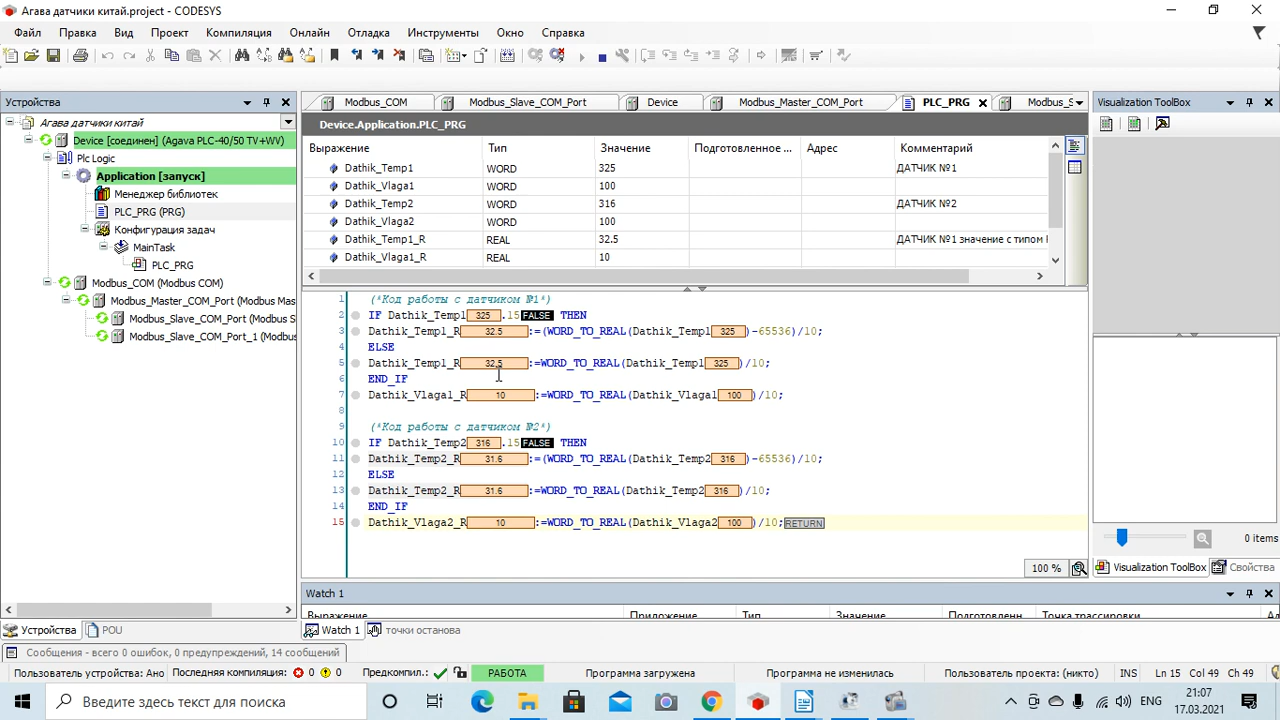 Агава датчики китай.project* - CODESYS
Файл Правка Вид Проект Компиляция Онлайн Отладка Инструменты Окно Справка
Устройства
Modbus_COM Modbus_Slave_COM_Port Device Modbus_Master_COM_Port PLC_PRG Modbus_S
Visualization ToolBox
Агава датчики китай
Device [соединен] (Agava PLC-40/50 TV+WV)
Plc Logic
Application [запуск]
Менеджер библиотек
PLC_PRG (PRG)
Конфигурация задач
MainTask
PLC_PRG
Modbus_COM (Modbus COM)
Modbus_Master_COM_Port (Modbus Mas
Modbus_Slave_COM_Port (Modbus S
Modbus_Slave_COM_Port_1 (Modbus
Device.Application.PLC_PRG
Выражение Тип Значение Подготовленное ... Адрес Комментарий
Dathik_Temp1 WORD 325 ДАТЧИК №1
Dathik_Vlaga1 WORD 100
Dathik_Temp2 WORD 316 ДАТЧИК №2
Dathik_Vlaga2 WORD 100
Dathik_Temp1_R REAL 32.5 ДАТЧИК №1 значение с типом
Dathik_Vlaga1_R REAL 10
1 (*Код работы с датчиком №1*)
2 IF Dathik_Temp1 325 .15 FALSE THEN
3 Dathik_Temp1_R 32.5 :=(WORD_TO_REAL(Dathik_Temp1 325 )-65536)/10;
4 ELSE
5 Dathik_Temp1_R 32.5 :=WORD_TO_REAL(Dathik_Temp1 325 )/10;
6 END_IF
7 Dathik_Vlaga1_R 10 :=WORD_TO_REAL(Dathik_Vlaga1 100 )/10;
8
9 (*Код работы с датчиком №2*)
10 IF Dathik_Temp2 316 .15 FALSE THEN
11 Dathik_Temp2_R 31.6 :=(WORD_TO_REAL(Dathik_Temp2 316 )-65536)/10;
12 ELSE
13 Dathik_Temp2_R 31.6 :=WORD_TO_REAL(Dathik_Temp2 316 )/10;
14 END_IF
15 Dathik_Vlaga2_R 10 :=WORD_TO_REAL(Dathik_Vlaga2 100 )/10; RETURN
100 %
0 items
Visualization ToolBox Свойства
Watch 1
Выражение Приложение Тип Значение Подготовленн Точка трассировки
Устройства POU
Watch 1 точки останова
Сообщения - всего 0 ошибок, 0 предупреждений, 14 сообщений
Пользователь устройства: Ано Последняя компиляция: 0 0 Предкомпил.: РАБОТА Программа загружена Программа не изменилась Пользователь проекта: (никто) INS Ln 15 Col 49 Ch 49
Введите здесь текст для поиска
ENG
21:07
17.03.2021